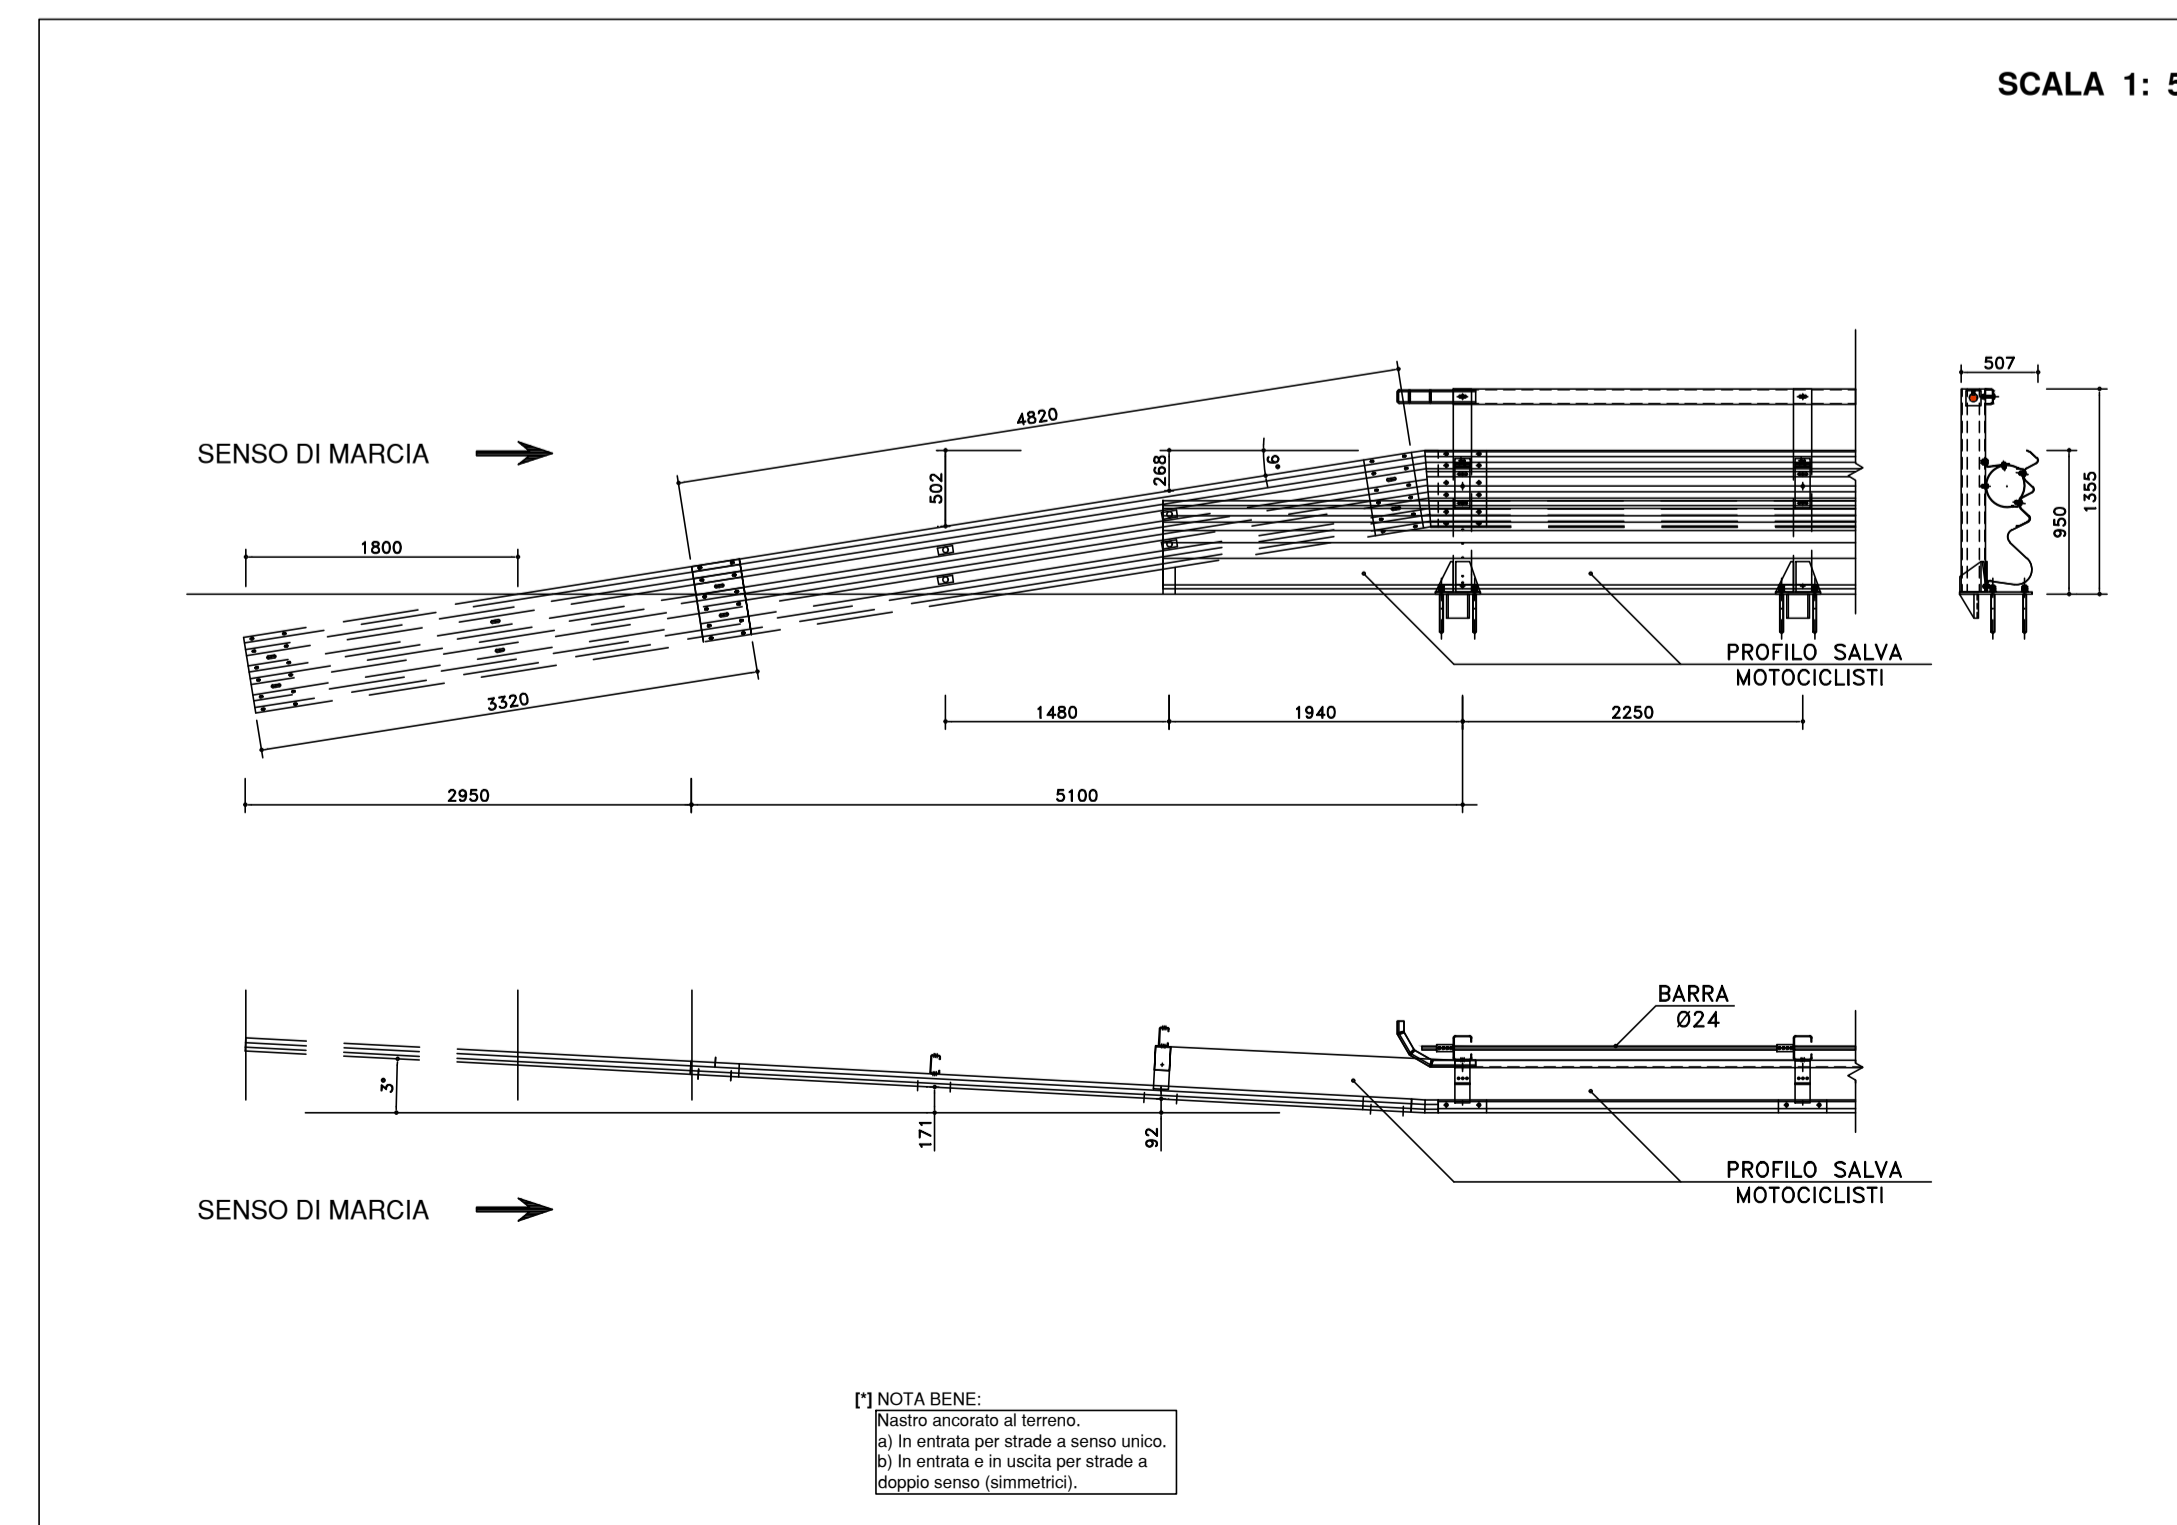 SCALA 1: 5
507
4820
SENSO DI MARCIA
268
6°
502
1355
950
1800
PROFILO SALVA
MOTOCICLISTI
3320
1480
1940
2250
2950
5100
BARRA
Ø24
3°
171
92
PROFILO SALVA
MOTOCICLISTI
SENSO DI MARCIA
[*] NOTA BENE:
Nastro ancorato al terreno.
a) In entrata per strade a senso unico.
b) In entrata e in uscita per strade a
doppio senso (simmetrici).